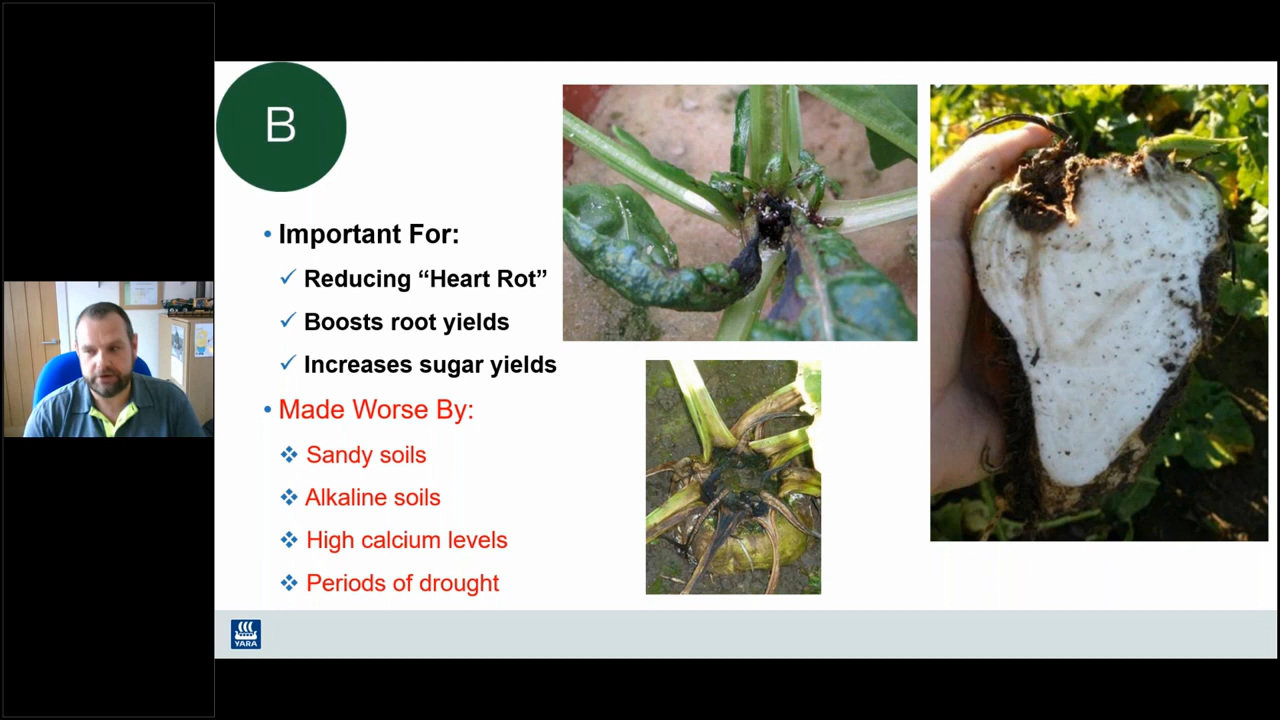 B
Important For:
Reducing “Heart Rot”
Boosts root yields
Increases sugar yields
Made Worse By:
Sandy soils
Alkaline soils
High calcium levels
Periods of drought
YARA